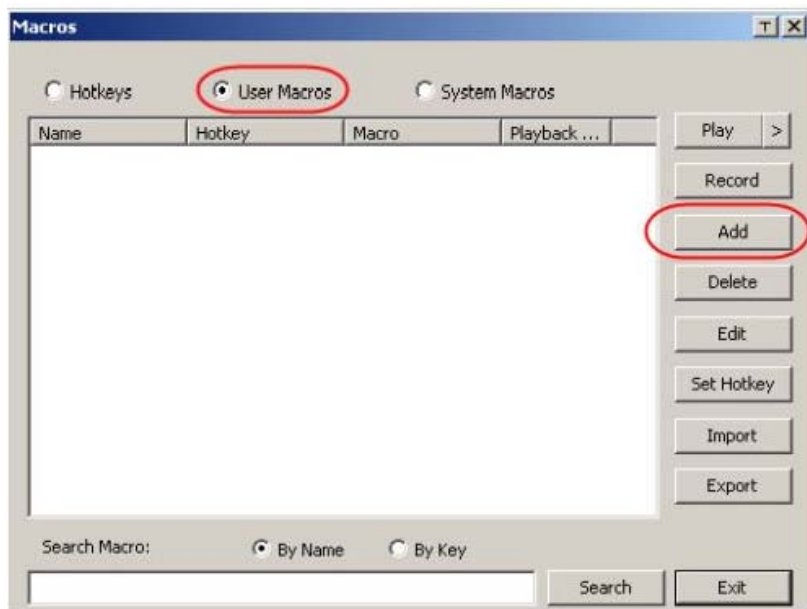 Macros
Hotkeys User Macros System Macros
Name Hotkey Macro Playback ...
Play >
Record
Add
Delete
Edit
Set Hotkey
Import
Export
Search Macro: By Name By Key
Search Exit